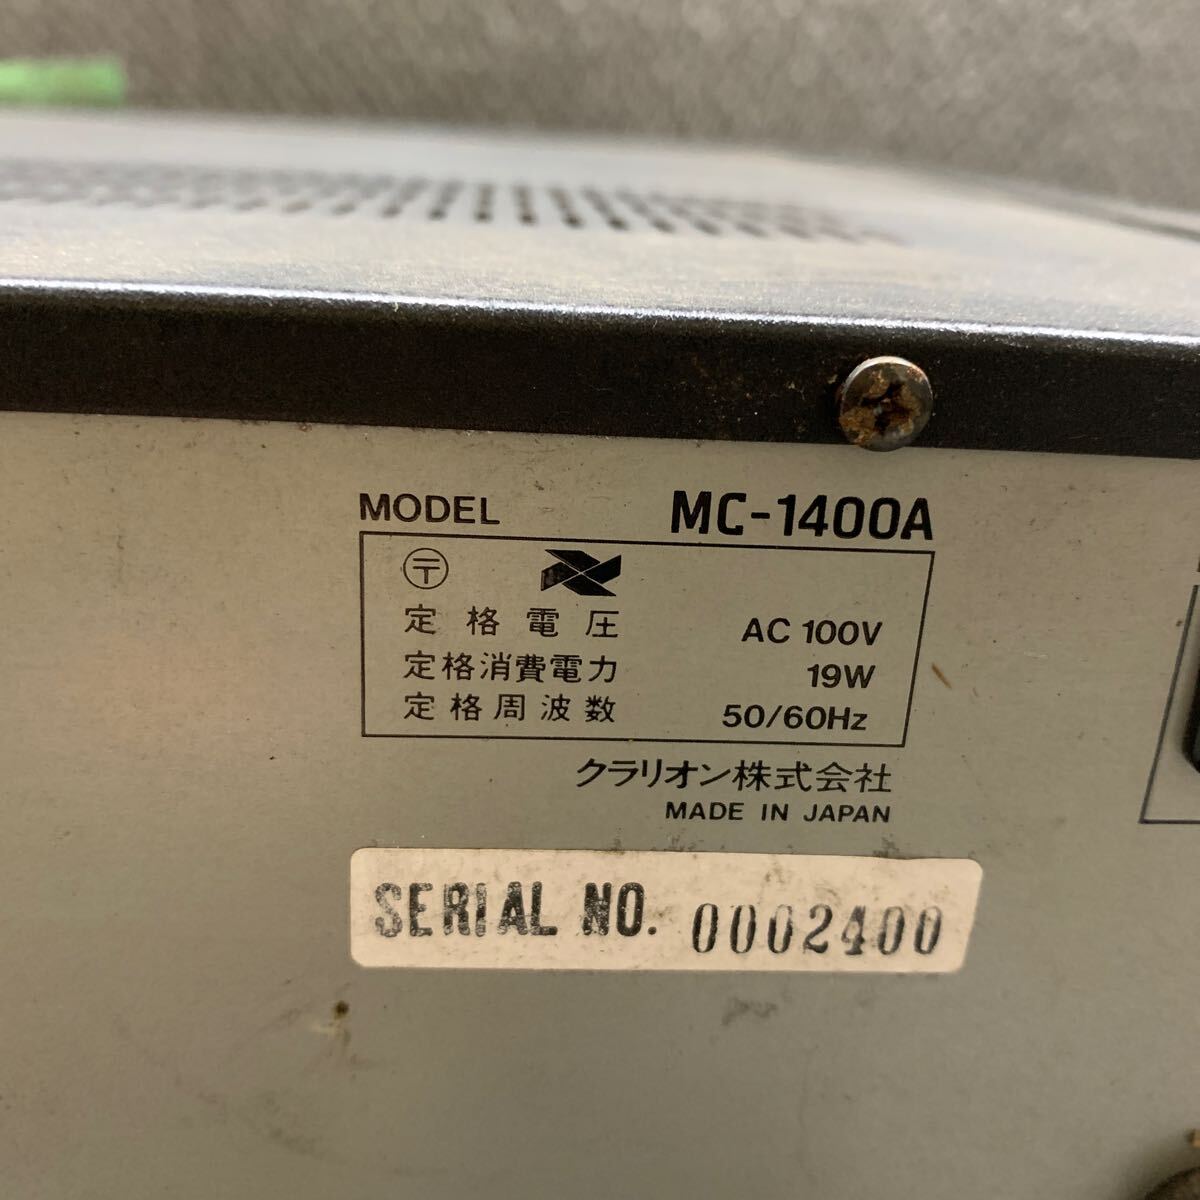 MODEL MC-1400A
〒
定格電圧 AC 100V
定格消費電力 19W
定格周波数 50/60Hz
クラリオン株式会社
MADE IN JAPAN
SERIAL NO. 0002400